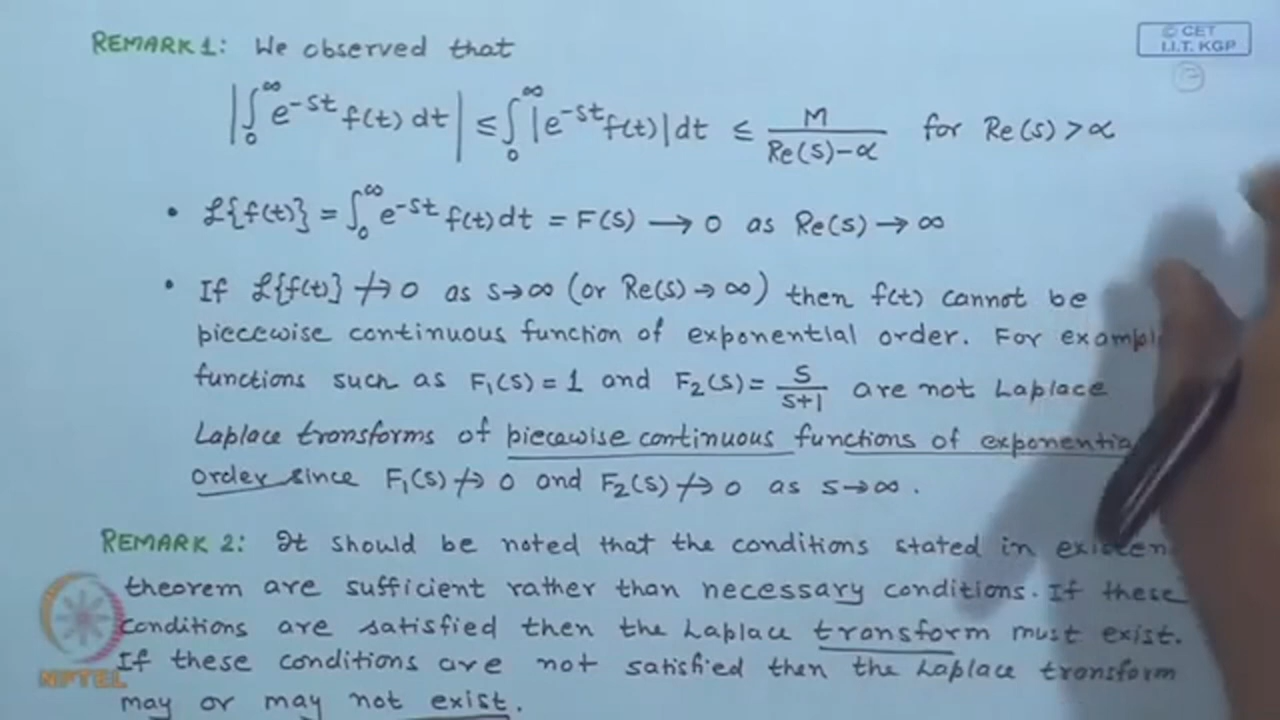 © CET
I.I.T. KGP
REMARK 1: We observed that
|∫₀^∞ e^{-st} f(t) dt| ≤ ∫₀^∞ |e^{-st} f(t)| dt ≤ M / (Re(s)-α) for Re(s) > α
• L{f(t)} = ∫₀^∞ e^{-st} f(t) dt = F(s) → 0 as Re(s) → ∞
• If L{f(t)} ↛ 0 as s→∞ (or Re(s) → ∞) then f(t) cannot be
piecewise continuous function of exponential order. For
functions such as F₁(s) = 1 and F₂(s) = s/(s+1) are not Laplace
Laplace transforms of piecewise continuous functions of
order since F₁(s) ↛ 0 and F₂(s) ↛ 0 as s→∞.
REMARK 2: It should be noted that the conditions stated in
theorem are sufficient rather than necessary conditions. If these
conditions are satisfied then the Laplace transform must exist.
If these conditions are not satisfied then the Laplace transform
may or may not exist.
NPTEL